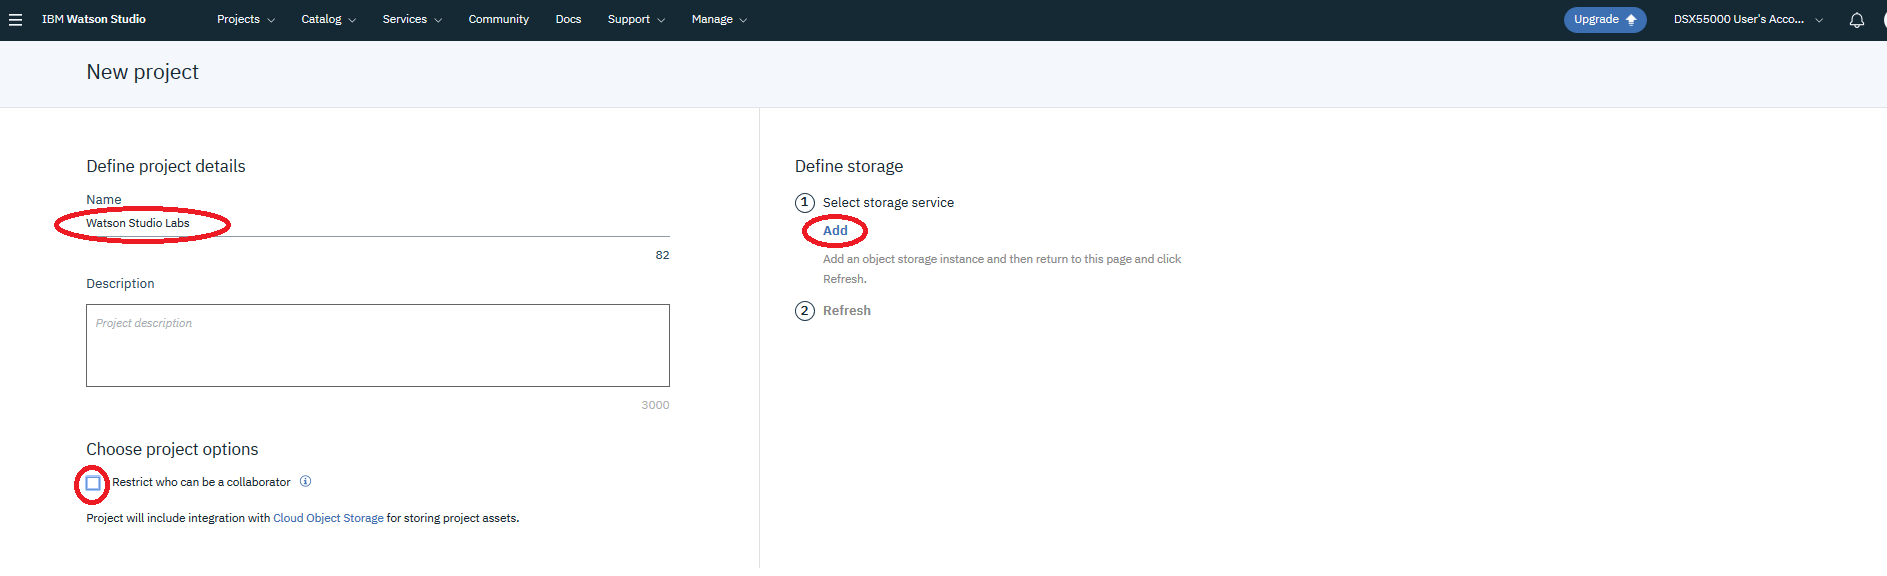 IBM Watson Studio Projects Catalog Services Community Docs Support Manage Upgrade DSX55000 User's Acco...
New project
Define project details
Name
Watson Studio Labs
82
Description
Project description
3000
Choose project options
Restrict who can be a collaborator
Project will include integration with Cloud Object Storage for storing project assets.
Define storage
1 Select storage service
Add
Add an object storage instance and then return to this page and click
Refresh.
2 Refresh